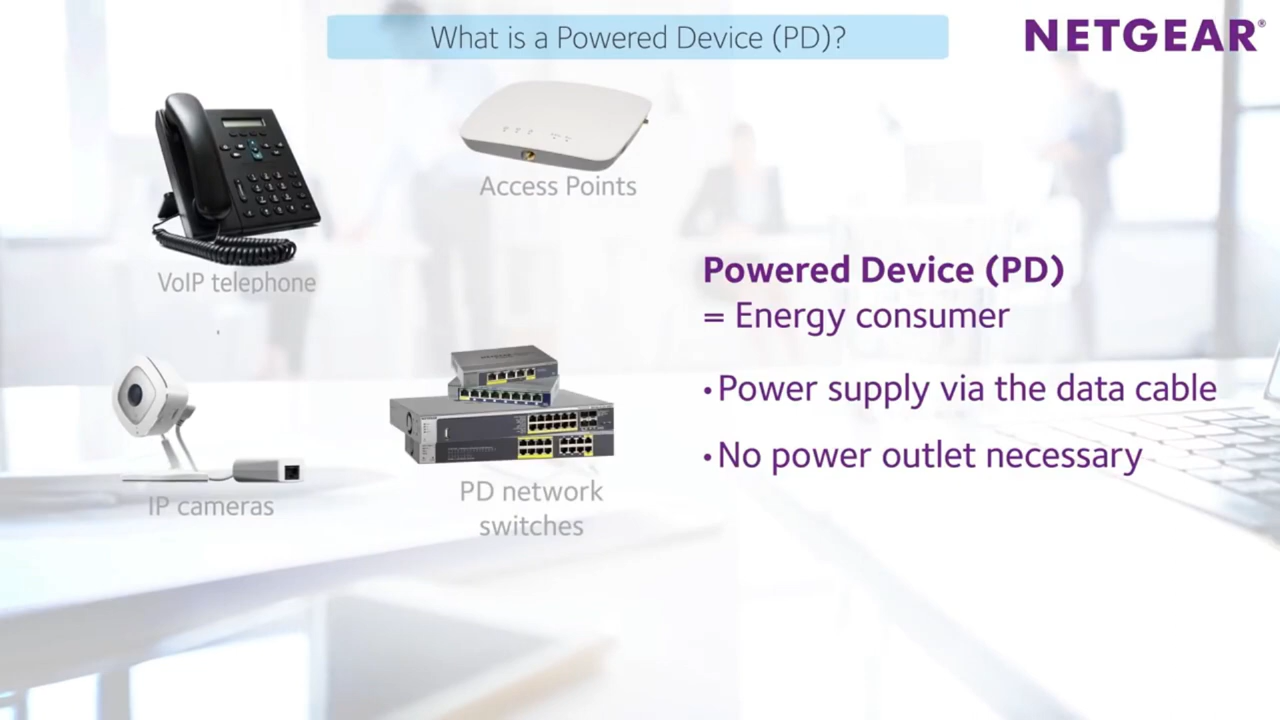 What is a Powered Device (PD)?
NETGEAR®
Access Points
VoIP telephone
Powered Device (PD)
= Energy consumer
• Power supply via the data cable
• No power outlet necessary
IP cameras
PD network
switches